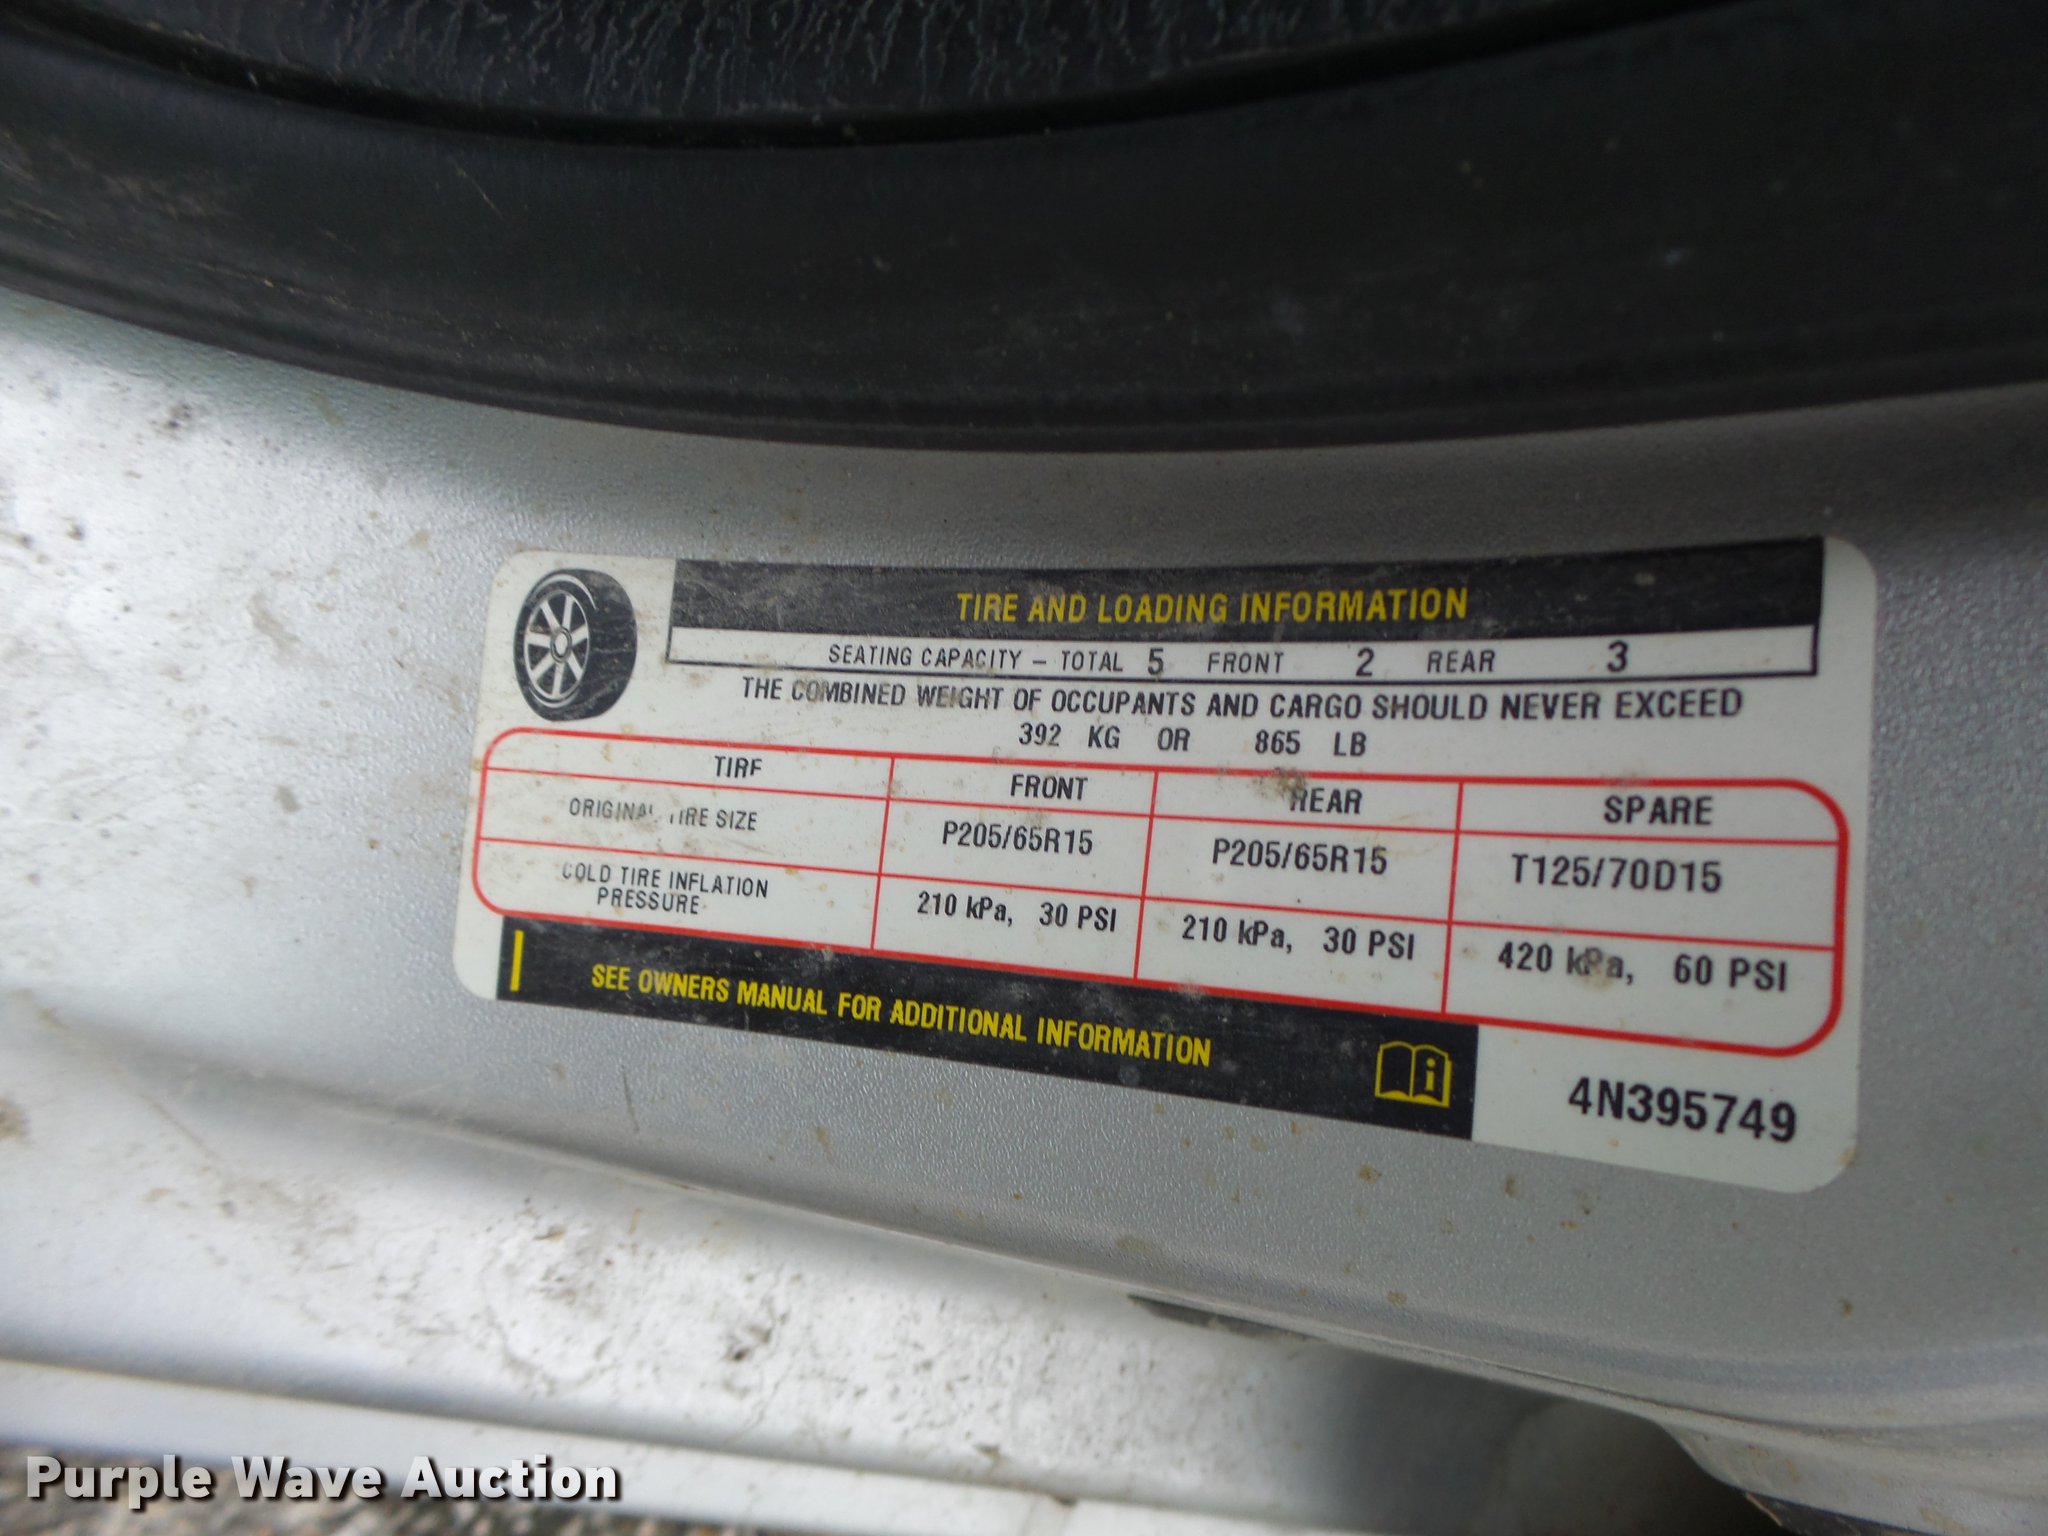 TIRE AND LOADING INFORMATION
SEATING CAPACITY – TOTAL 5 FRONT 2 REAR 3
THE COMBINED WEIGHT OF OCCUPANTS AND CARGO SHOULD NEVER EXCEED
392 KG OR 865 LB
TIRE FRONT REAR SPARE
ORIGINAL TIRE SIZE P205/65R15 P205/65R15 T125/70D15
COLD TIRE INFLATION
PRESSURE 210 kPa, 30 PSI 210 kPa, 30 PSI 420 kPa, 60 PSI
SEE OWNERS MANUAL FOR ADDITIONAL INFORMATION
i
4N395749
Purple Wave Auction